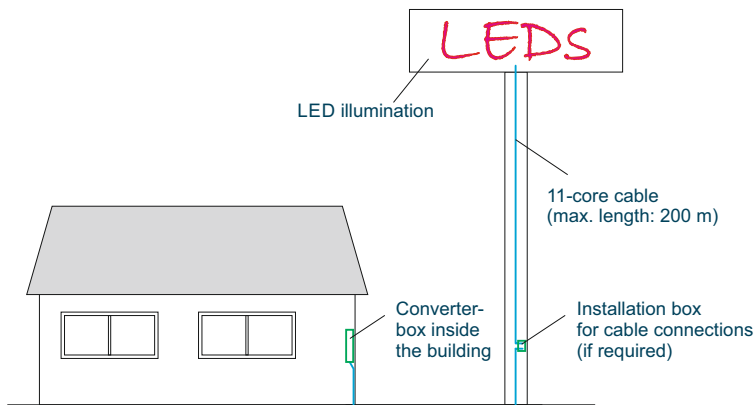 LEDS
LED illumination
11-core cable
(max. length: 200 m)
Converter-
box inside
the building
Installation box
for cable connections
(if required)